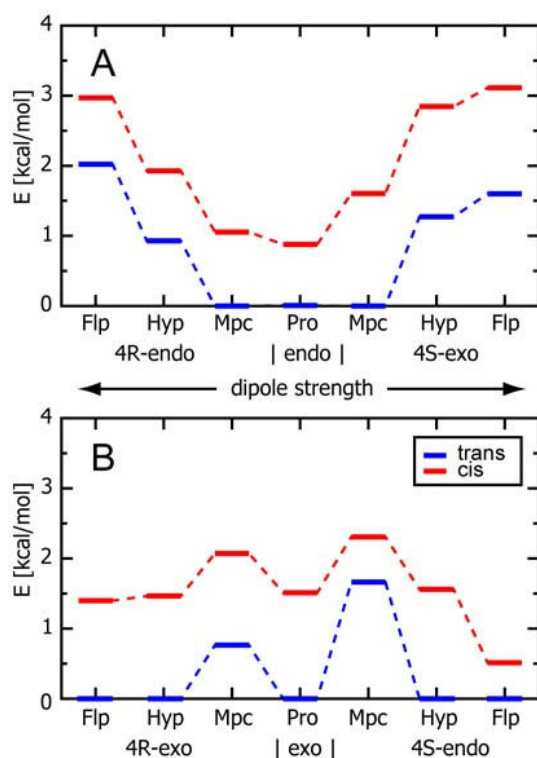 4
A
3
E [kcal/mol]
2
1
0
Flp Hyp Mpc Pro Mpc Hyp Flp
4R-endo | endo | 4S-exo
dipole strength
4
B
trans
cis
3
E [kcal/mol]
2
1
0
Flp Hyp Mpc Pro Mpc Hyp Flp
4R-exo | exo | 4S-endo